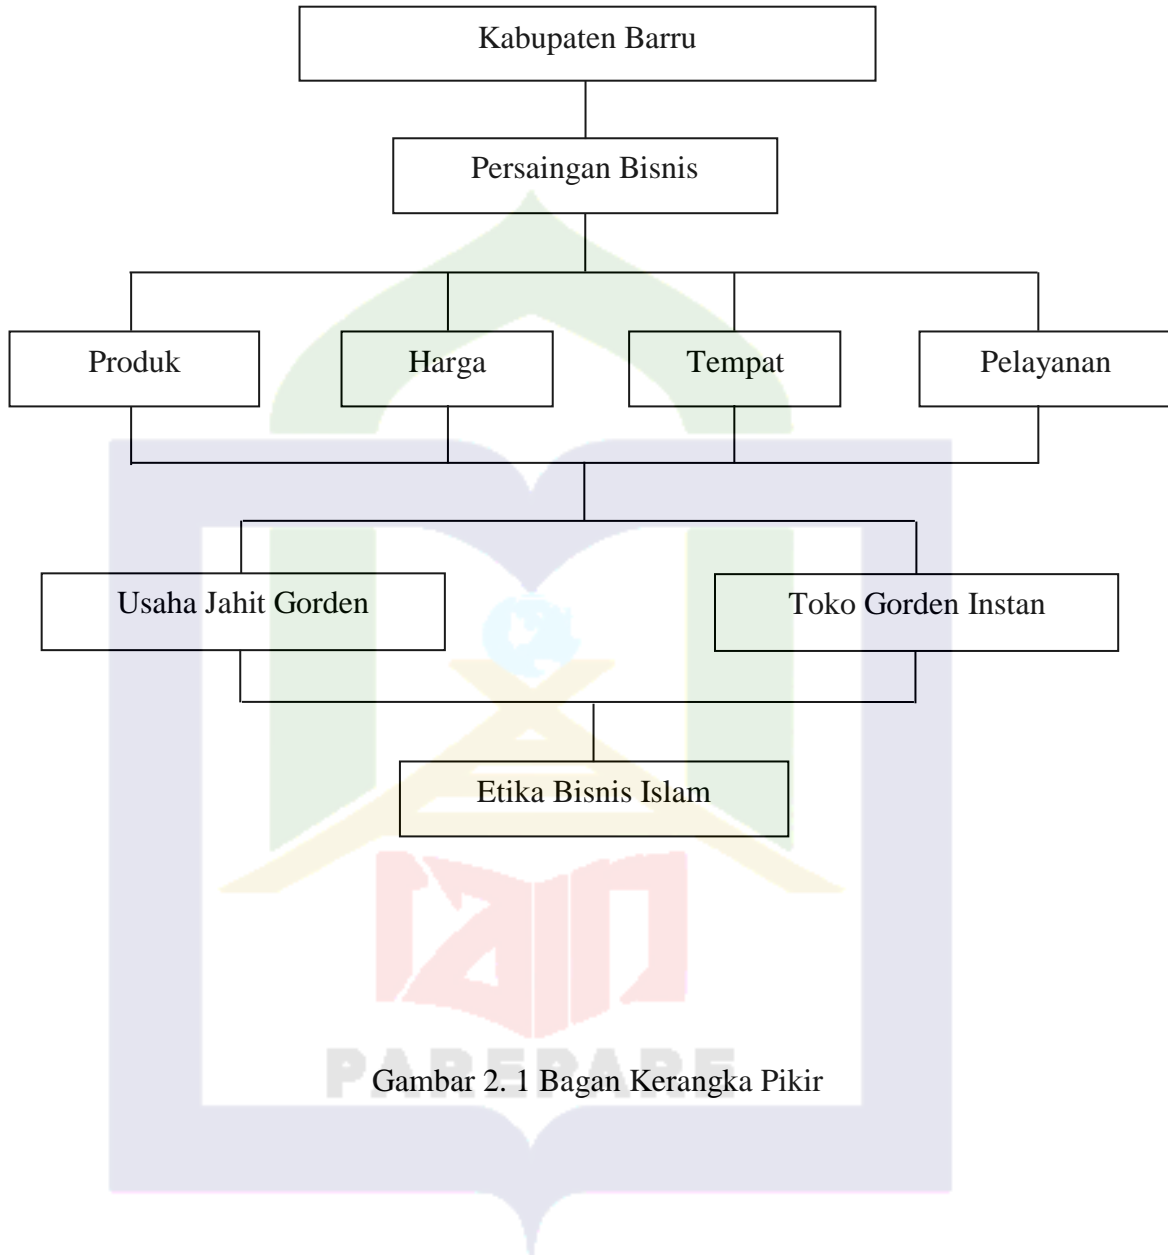 Kabupaten Barru
Persaingan Bisnis
Produk
Harga
Tempat
Pelayanan
Usaha Jahit Gorden
Toko Gorden Instan
Etika Bisnis Islam
iain
PAREPARE
Gambar 2. 1 Bagan Kerangka Pikir